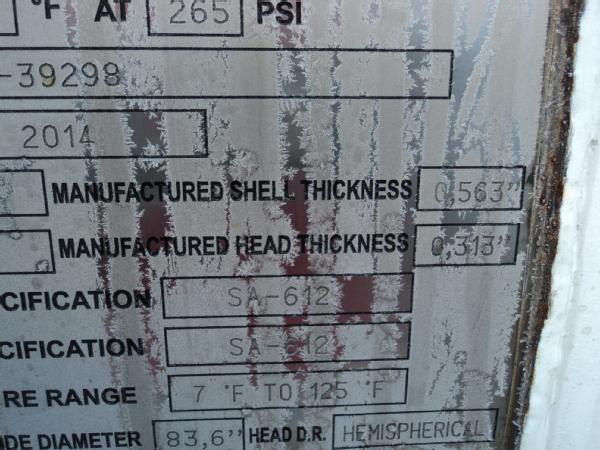 °F AT 265 PSI
-39298
2014
MANUFACTURED SHELL THICKNESS 0,563"
MANUFACTURED HEAD THICKNESS 0,313"
CIFICATION SA-612
CIFICATION SA-612
RE RANGE 7 °F TO 125 °F
DE DIAMETER 83,6" HEAD D.R. HEMISPHERICAL